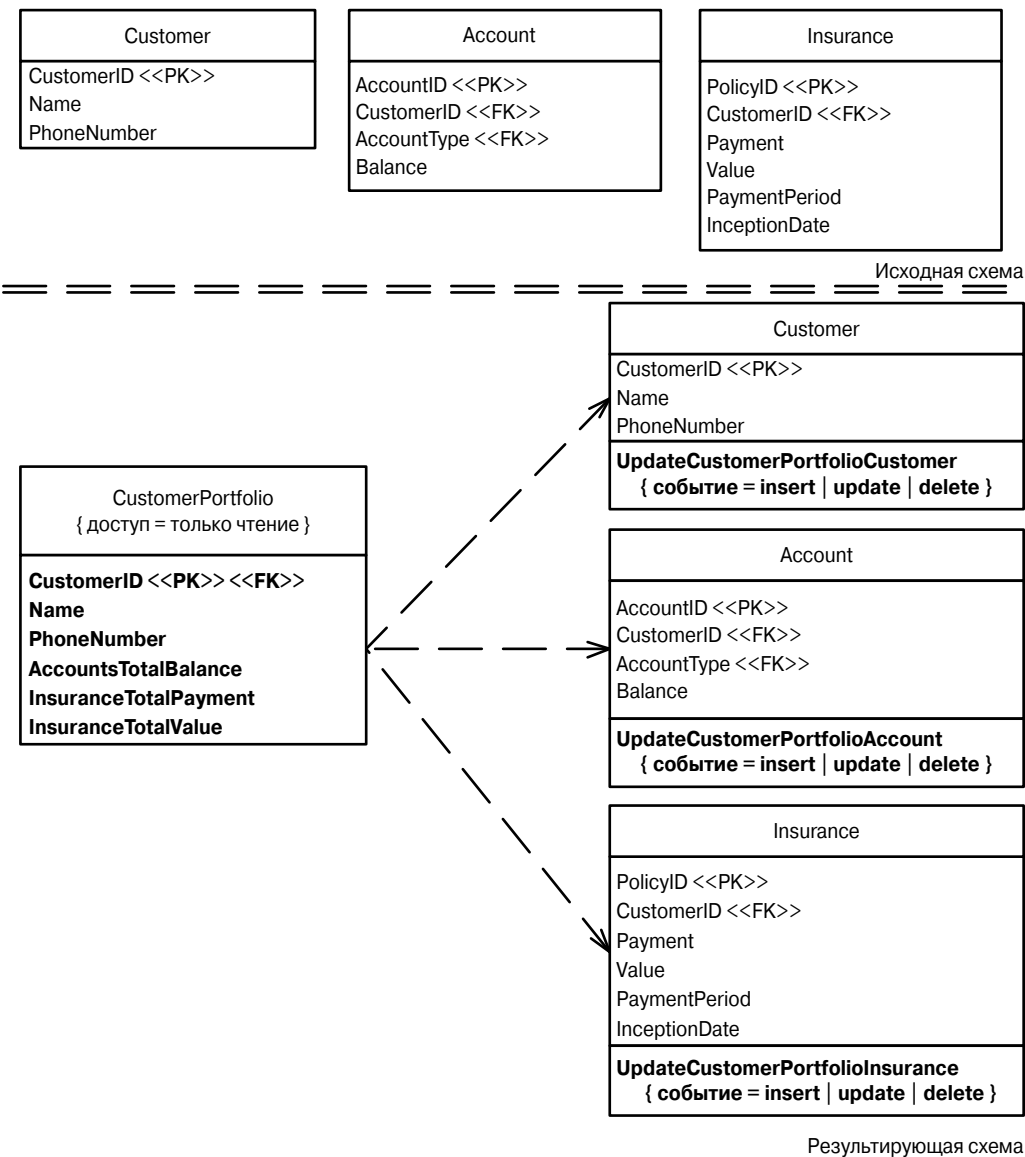 Customer
CustomerID <<PK>>
Name
PhoneNumber
Account
AccountID <<PK>>
CustomerID <<FK>>
AccountType <<FK>>
Balance
Insurance
PolicyID <<PK>>
CustomerID <<FK>>
Payment
Value
PaymentPeriod
InceptionDate
Исходная схема
CustomerPortfolio
{ доступ = только чтение }
CustomerID <<PK>> <<FK>>
Name
PhoneNumber
AccountsTotalBalance
InsuranceTotalPayment
InsuranceTotalValue
Customer
CustomerID <<PK>>
Name
PhoneNumber
UpdateCustomerPortfolioCustomer
{ событие = insert | update | delete }
Account
AccountID <<PK>>
CustomerID <<FK>>
AccountType <<FK>>
Balance
UpdateCustomerPortfolioAccount
{ событие = insert | update | delete }
Insurance
PolicyID <<PK>>
CustomerID <<FK>>
Payment
Value
PaymentPeriod
InceptionDate
UpdateCustomerPortfolioInsurance
{ событие = insert | update | delete }
Результирующая схема